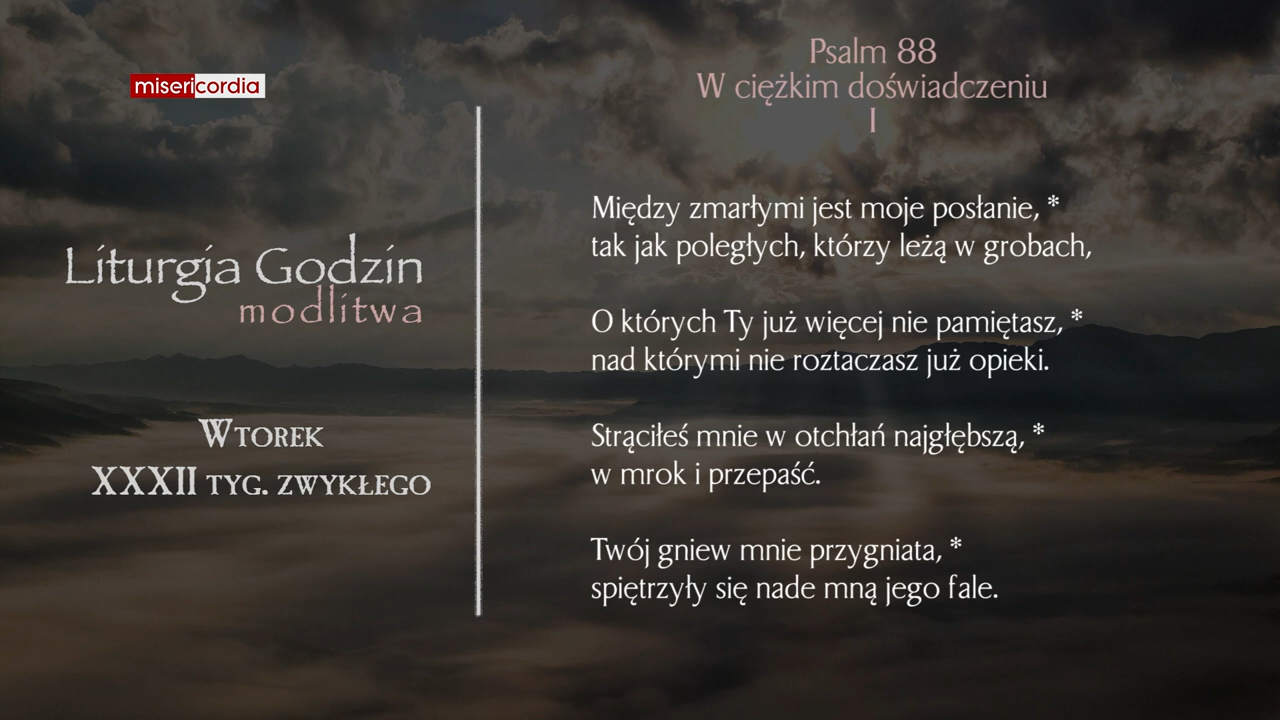 misericordia
Liturgia Godzin
modlitwa
Wtorek
XXXII tyg. zwykłego
Psalm 88
W ciężkim doświadczeniu
I
Między zmarłymi jest moje posłanie, *
tak jak poległych, którzy leżą w grobach,
O których Ty już więcej nie pamiętasz, *
nad którymi nie roztaczasz już opieki.
Strąciłeś mnie w otchłań najgłębszą, *
w mrok i przepaść.
Twój gniew mnie przygniata, *
spiętrzyły się nade mną jego fale.